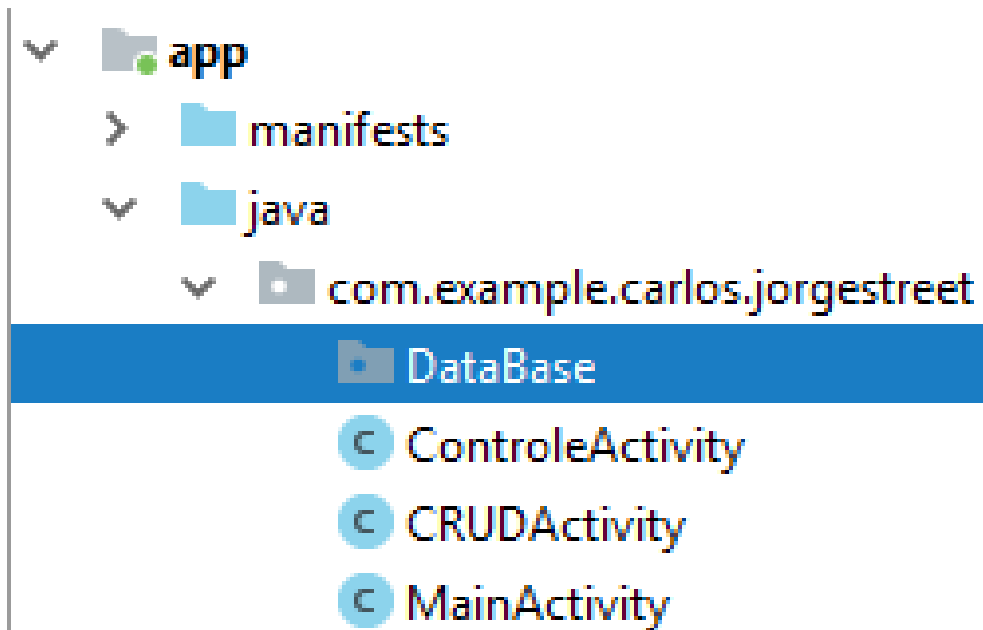 app
manifests
java
com.example.carlos.jorgestreet
DataBase
C ControleActivity
C CRUDActivity
C MainActivity